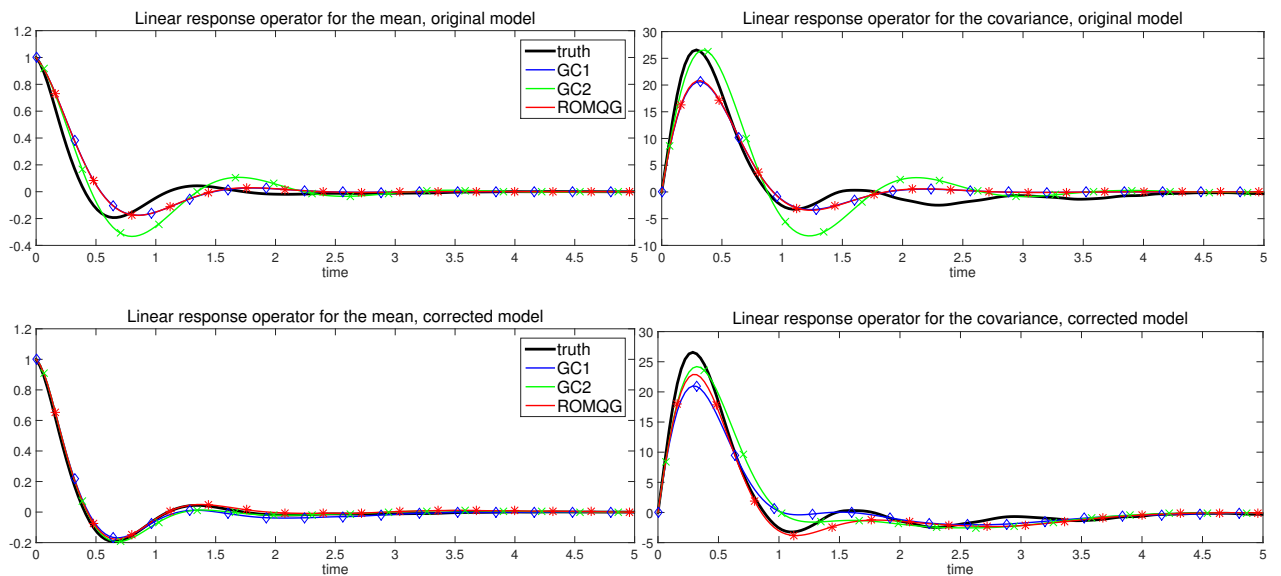 Linear response operator for the mean, original model
1.2
1
0.8
0.6
0.4
0.2
0
-0.2
-0.4
truth
GC1
GC2
ROMQG
0 0.5 1 1.5 2 2.5 3 3.5 4 4.5 5
time
Linear response operator for the covariance, original model
30
25
20
15
10
5
0
-5
-10
0 0.5 1 1.5 2 2.5 3 3.5 4 4.5 5
time
Linear response operator for the mean, corrected model
1.2
1
0.8
0.6
0.4
0.2
0
-0.2
truth
GC1
GC2
ROMQG
0 0.5 1 1.5 2 2.5 3 3.5 4 4.5 5
time
Linear response operator for the covariance, corrected model
30
25
20
15
10
5
0
-5
0 0.5 1 1.5 2 2.5 3 3.5 4 4.5 5
time